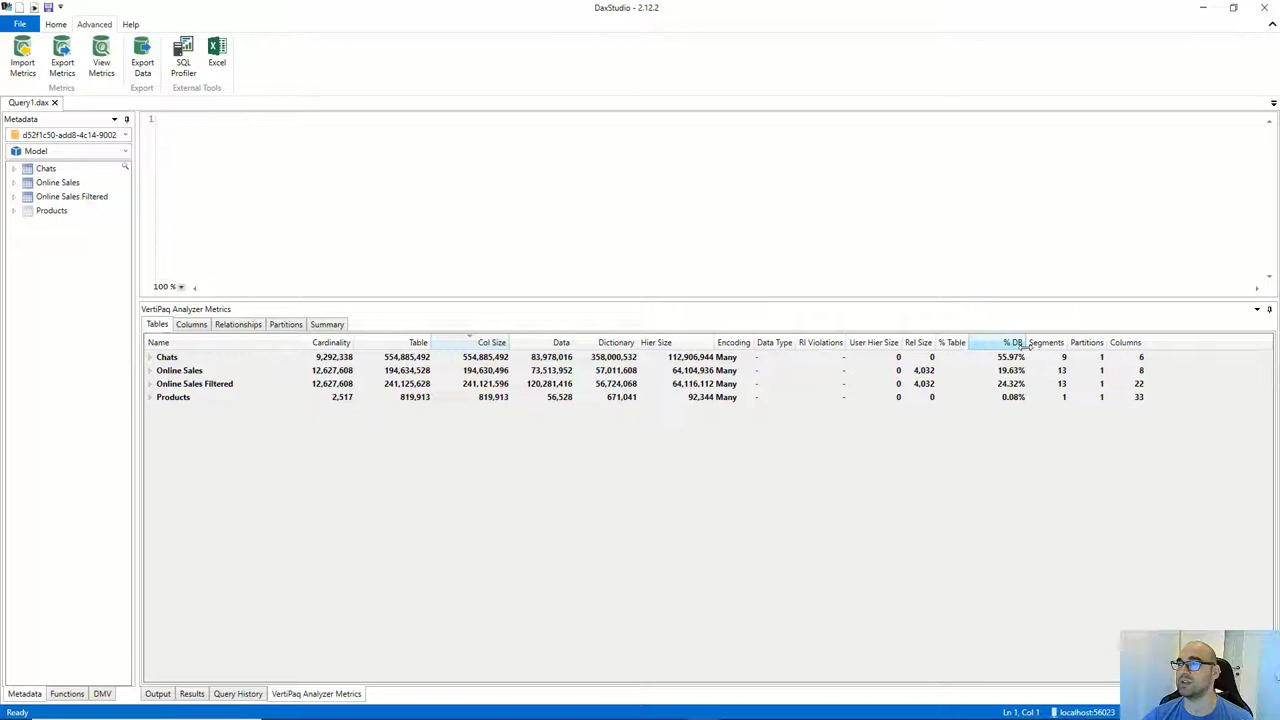 DaxStudio - 2.12.2
File Home Advanced Help
Import Metrics Export Metrics View Metrics Export Data SQL Profiler Excel
Metrics Export External Tools
Query1.dax
Metadata
d52f1c50-add8-4c14-9002
Model
Chats
Online Sales
Online Sales Filtered
Products
1
100 %
VertiPaq Analyzer Metrics
Tables Columns Relationships Partitions Summary
Name Cardinality Table Col Size Data Dictionary Hier Size Encoding Data Type RI Violations User Hier Size Rel Size % Table % DB Segments Partitions Columns
Chats 9,292,338 554,885,492 554,885,492 83,978,016 358,000,532 112,906,944 Many - - 0 0 55.97% 9 1 6
Online Sales 12,627,608 194,634,528 194,630,496 73,513,952 57,011,608 64,104,936 Many - - 0 4,032 19.63% 13 1 8
Online Sales Filtered 12,627,608 241,125,628 241,121,596 120,281,416 56,724,068 64,116,112 Many - - 0 4,032 24.32% 13 1 22
Products 2,517 819,913 819,913 56,528 671,041 92,344 Many - - 0 0 0.08% 1 1 33
Metadata Functions DMV
Output Results Query History VertiPaq Analyzer Metrics
Ready Ln 1, Col 1 localhost:56023